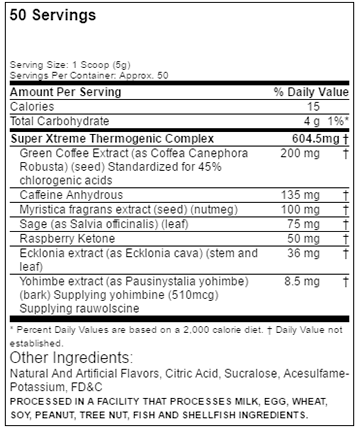 50 Servings
Serving Size: 1 Scoop (5g)
Servings Per Container: Approx. 50
Amount Per Serving % Daily Value
Calories 15
Total Carbohydrate 4 g 1%*
Super Xtreme Thermogenic Complex 604.5mg †
Green Coffee Extract (as Coffea Canephora 200 mg †
Robusta) (seed) Standardized for 45%
chlorogenic acids
Caffeine Anhydrous 135 mg †
Myristica fragrans extract (seed) (nutmeg) 100 mg †
Sage (as Salvia officinalis) (leaf) 75 mg †
Raspberry Ketone 50 mg †
Ecklonia extract (as Ecklonia cava) (stem and 36 mg †
leaf)
Yohimbe extract (as Pausinystalia yohimbe) 8.5 mg †
(bark) Supplying yohimbine (510mcg)
Supplying rauwolscine
* Percent Daily Values are based on a 2,000 calorie diet. † Daily Value not
established.
Other Ingredients:
Natural And Artificial Flavors, Citric Acid, Sucralose, Acesulfame-
Potassium, FD&C
PROCESSED IN A FACILITY THAT PROCESSES MILK, EGG, WHEAT,
SOY, PEANUT, TREE NUT, FISH AND SHELLFISH INGREDIENTS.